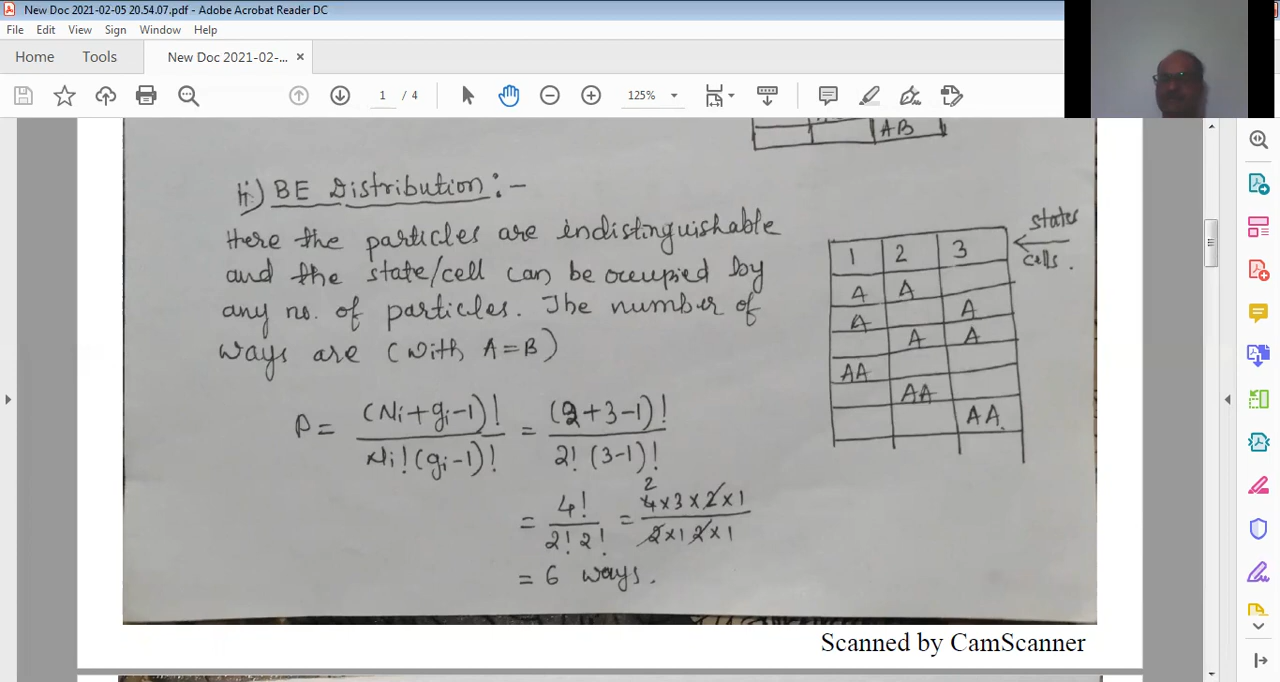 New Doc 2021-02-05 20.54.07.pdf - Adobe Acrobat Reader DC
File Edit View Sign Window Help
Home Tools New Doc 2021-02-... ×
1 / 4 125%
AB
ii) BE Distribution :-
Here the particles are indistinguishable
and the state/cell can be occupied by
any no. of particles. The number of
ways are (with A=B)
states
cells.
1 2 3
A A
A A
A A
AA
AA
AA.
P = (Ni+gi-1)! / Ni!(gi-1)! = (2+3-1)! / 2!(3-1)!
= 4! / 2! 2! = 2 4×3×2×1 / 2×1 2×1
= 6 ways.
Scanned by CamScanner